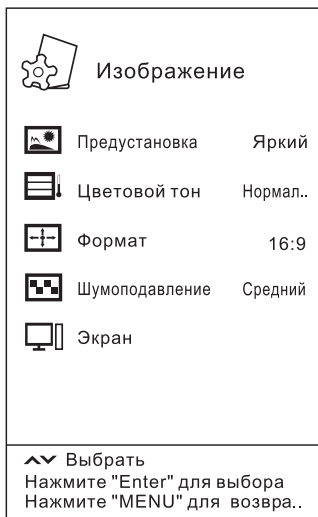 Изображение
Предустановка Яркий
Цветовой тон Нормал..
Формат 16:9
Шумоподавление Средний
Экран
Выбрать
Нажмите "Enter" для выбора
Нажмите "MENU" для возвра..